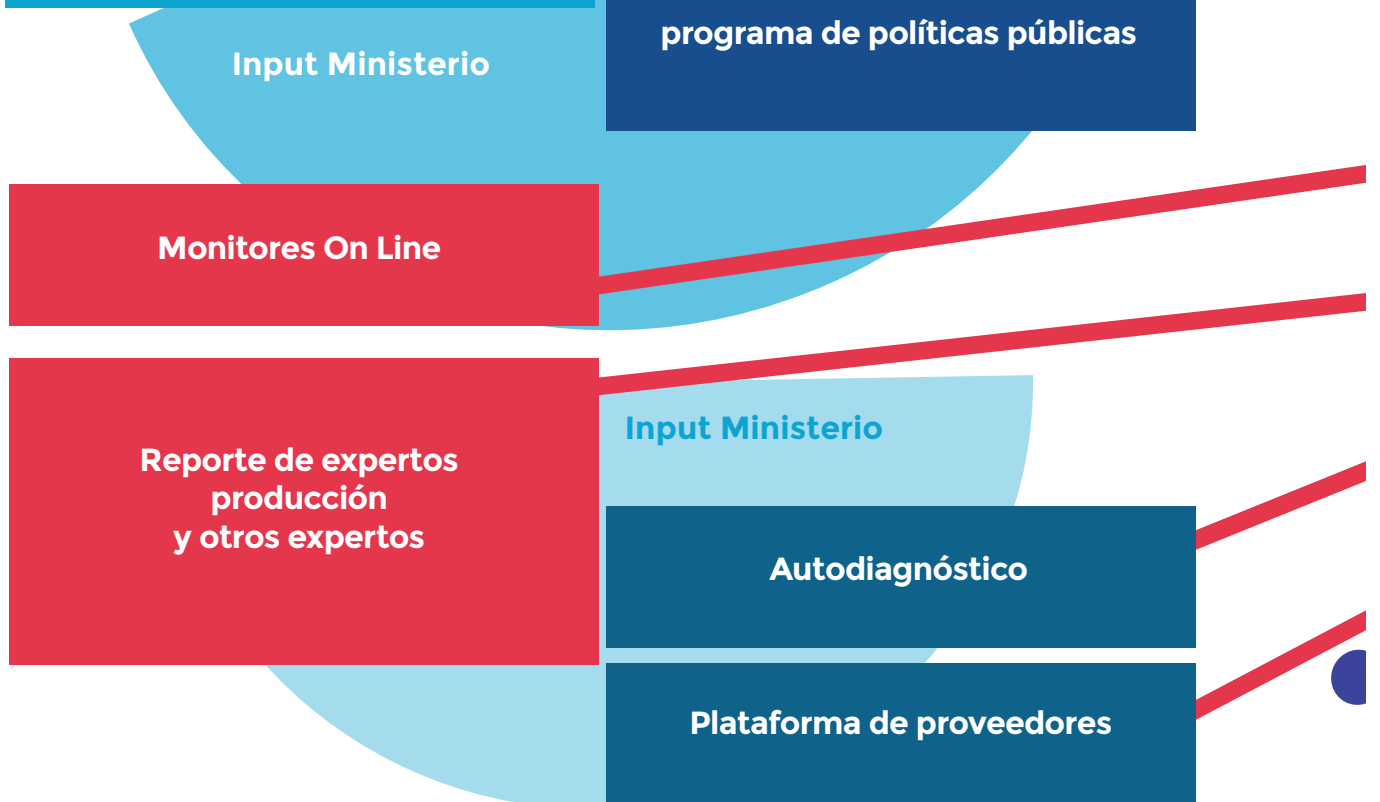 programa de políticas públicas
Input Ministerio
Monitores On Line
Reporte de expertos
producción
y otros expertos
Input Ministerio
Autodiagnóstico
Plataforma de proveedores